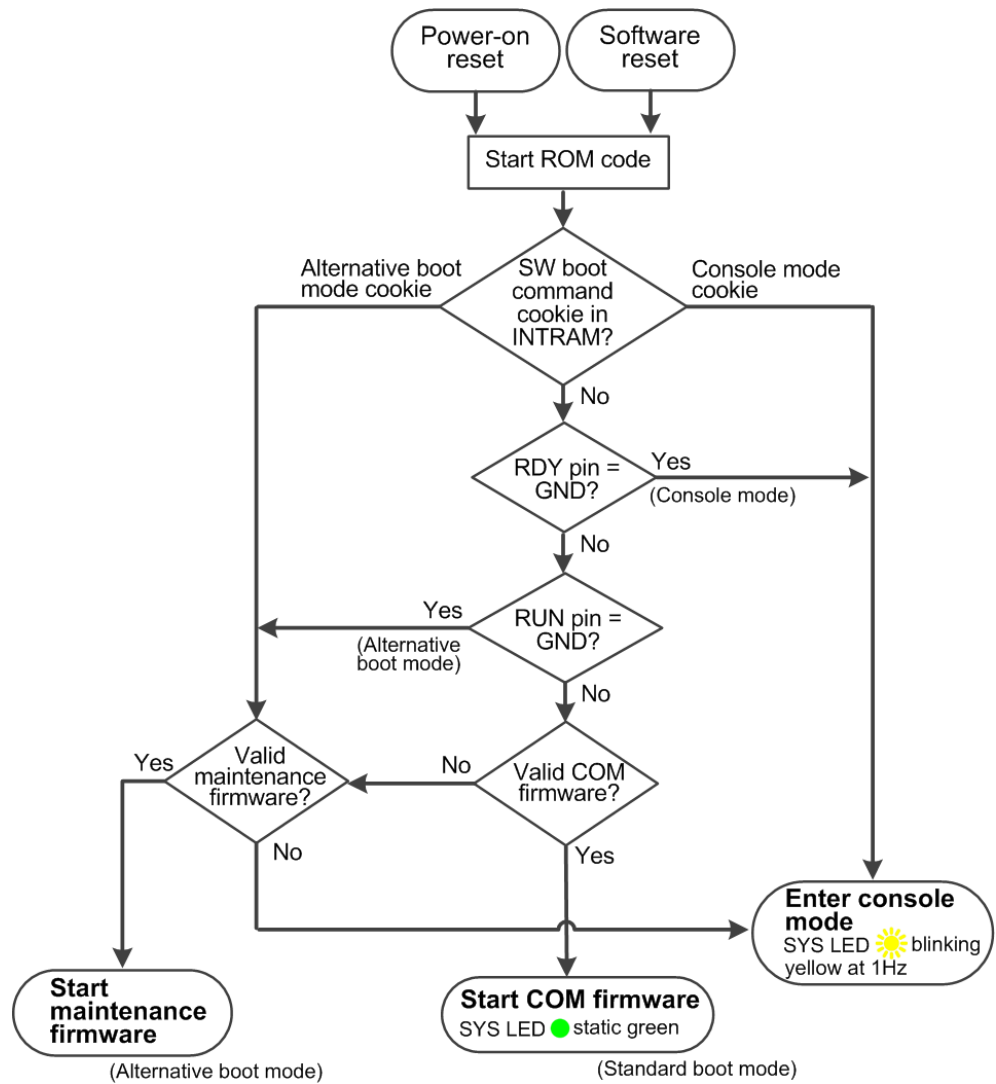 Power-on
reset
Software
reset
Start ROM code
Alternative boot
mode cookie
SW boot
command
cookie in
INTRAM?
Console mode
cookie
No
RDY pin =
GND?
Yes
(Console mode)
No
Yes
(Alternative
boot mode)
RUN pin =
GND?
No
Yes
Valid
maintenance
firmware?
No
Valid COM
firmware?
No
Yes
Enter console
mode
SYS LED blinking
yellow at 1Hz
Start
maintenance
firmware
(Alternative boot mode)
Start COM firmware
SYS LED static green
(Standard boot mode)